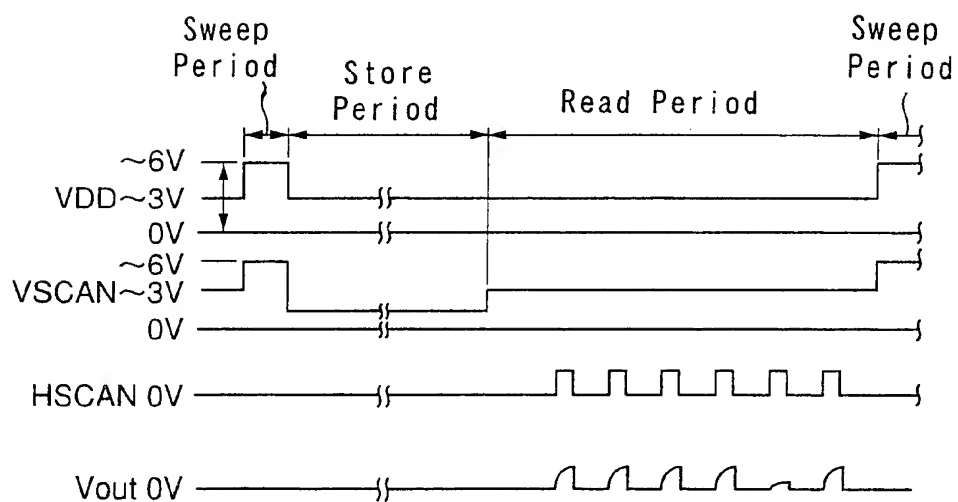 Sweep
Period
Store
Period
Read Period
Sweep
Period
~6V
VDD~3V
0V
~6V
VSCAN~3V
0V
HSCAN 0V
Vout 0V